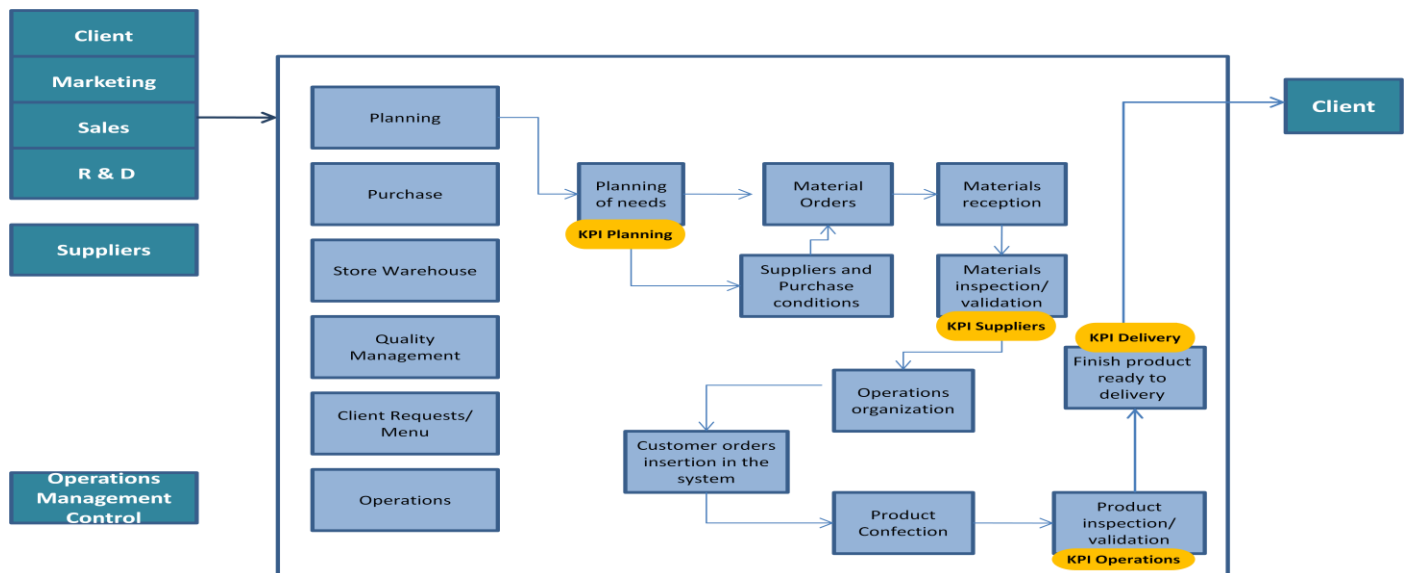 Client
Marketing
Sales
R & D
Suppliers
Operations
Management
Control
Planning
Purchase
Store Warehouse
Quality
Management
Client Requests/
Menu
Operations
Planning
of needs
KPI Planning
Material
Orders
Materials
reception
Suppliers and
Purchase
conditions
Materials
inspection/
validation
KPI Suppliers
Operations
organization
Customer orders
insertion in the
system
Product
Confection
Product
inspection/
validation
KPI Operations
KPI Delivery
Finish product
ready to
delivery
Client